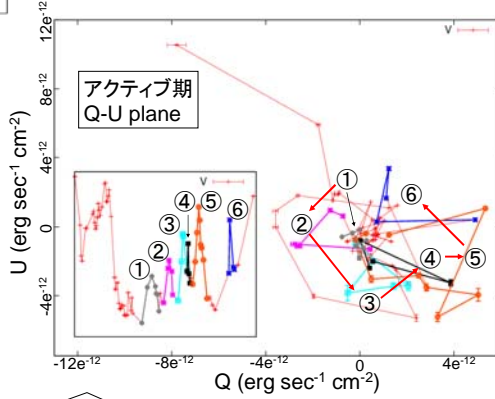 12e⁻¹²
V
アクティブ期
Q-U plane
8e⁻¹²
V
④
⑤
③
⑥
②
①
4e⁻¹²
0
-4e⁻¹²
U (erg sec⁻¹ cm⁻²)
①
⑥
②
④
⑤
③
-12e⁻¹²
-8e⁻¹²
-4e⁻¹²
0
4e⁻¹²
Q (erg sec⁻¹ cm⁻²)